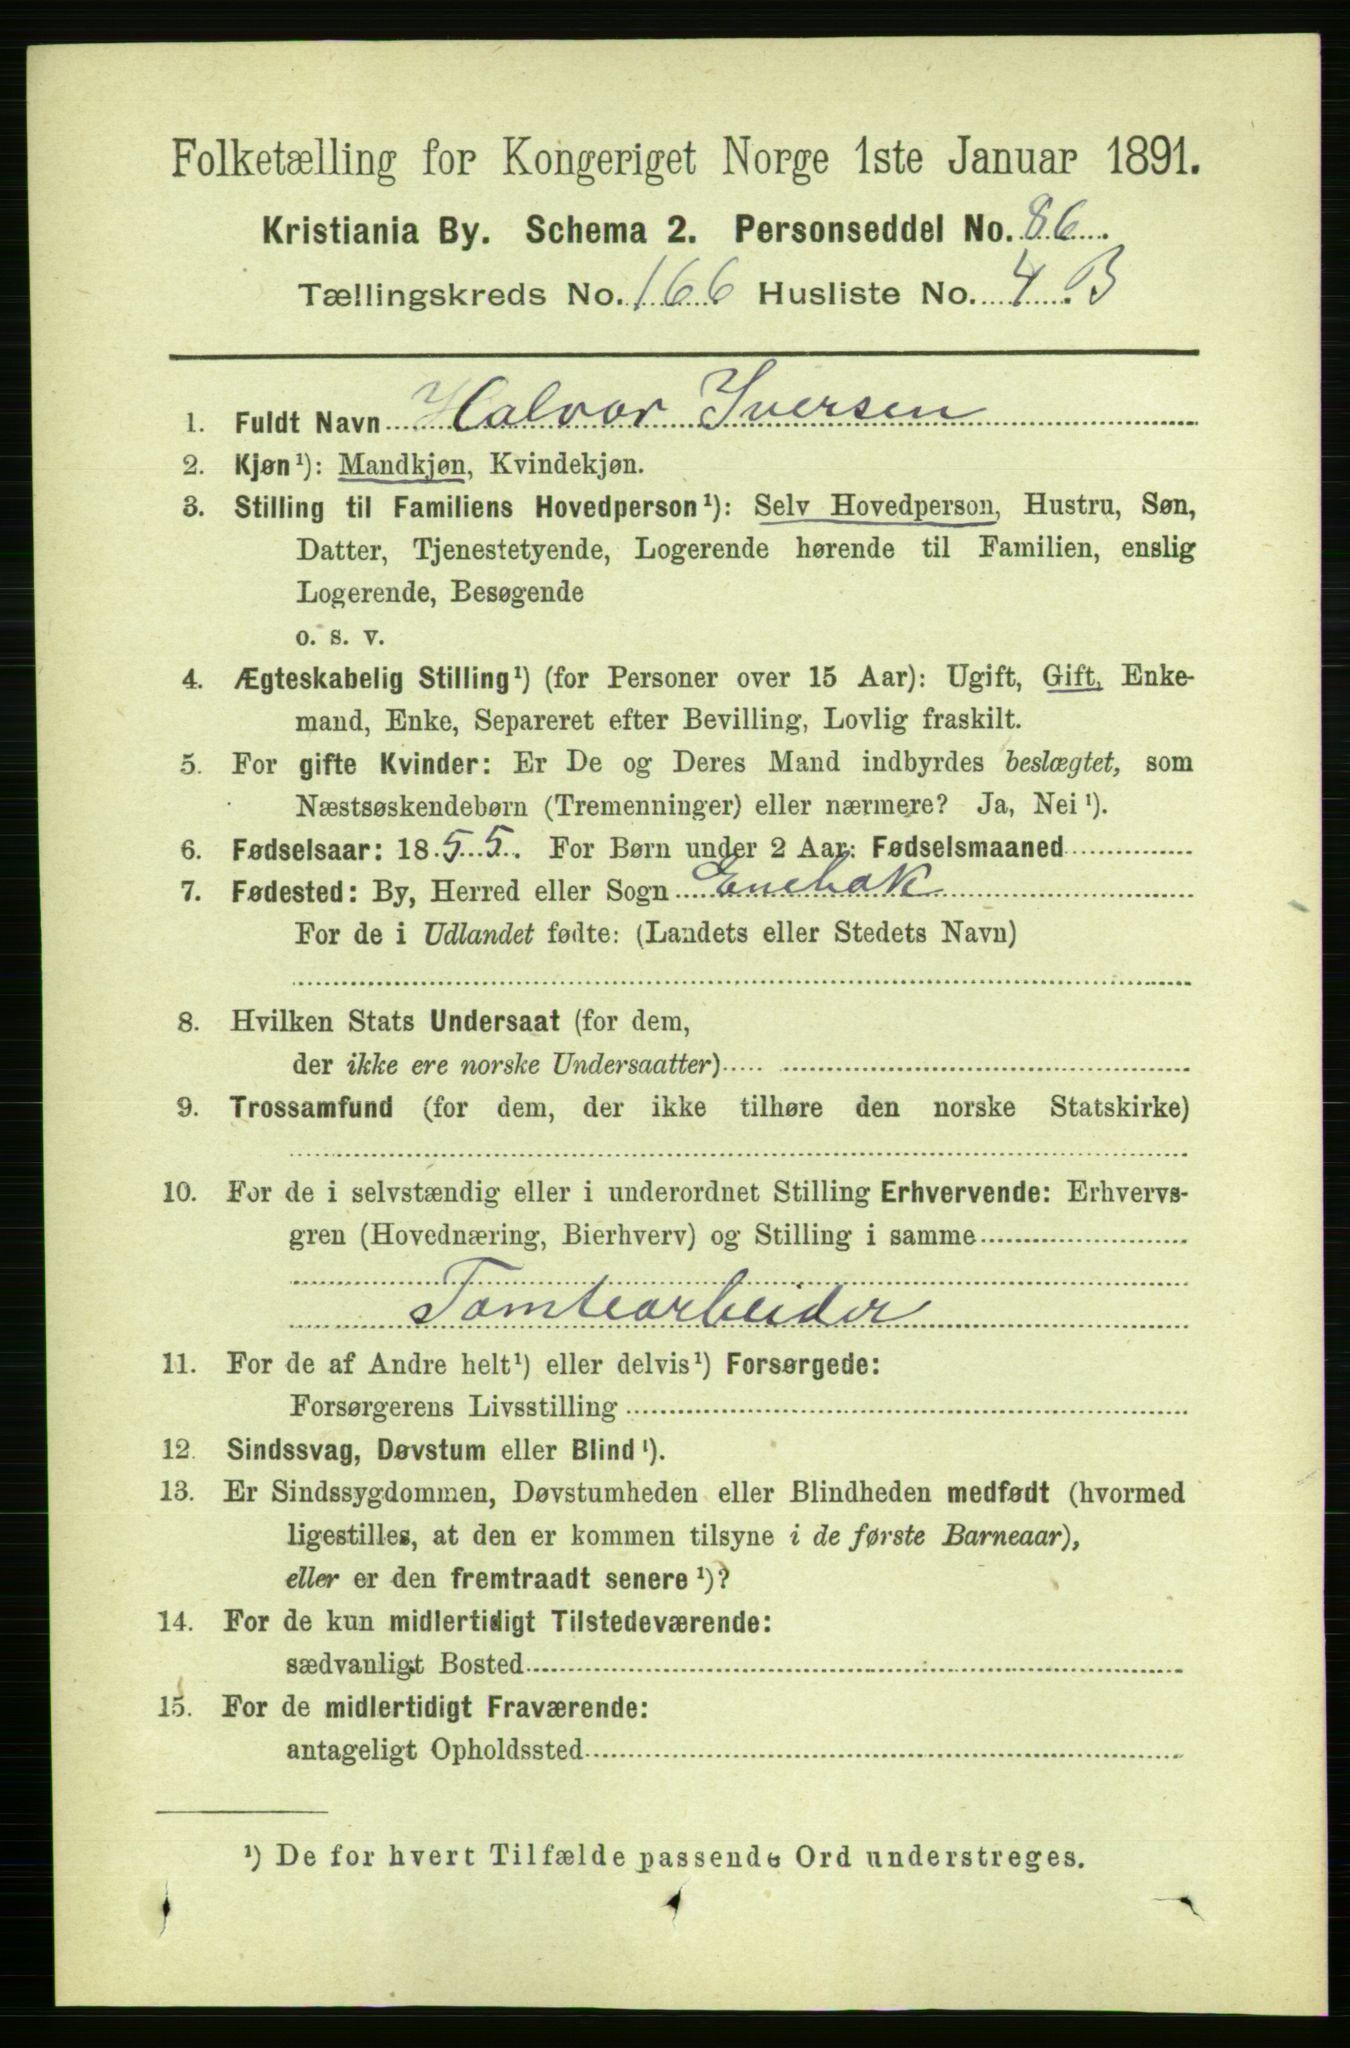 Folketælling for Kongeriget Norge 1ste Januar 1891.
Kristiania By. Schema 2. Personseddel No. 86.
Tællingskreds No. 166 Husliste No. 4 B
1. Fuldt Navn Halvor Iversen
2. Kjøn¹): Mandkjøn, Kvindekjøn.
3. Stilling til Familiens Hovedperson¹): Selv Hovedperson, Hustru, Søn,
Datter, Tjenestetyende, Logerende hørende til Familien, enslig
Logerende, Besøgende
o. s. v.
4. Ægteskabelig Stilling¹) (for Personer over 15 Aar): Ugift, Gift, Enke-
mand, Enke, Separeret efter Bevilling, Lovlig fraskilt.
5. For gifte Kvinder: Er De og Deres Mand indbyrdes beslægtet, som
Næstsøskendebørn (Tremenninger) eller nærmere? Ja, Nei¹).
6. Fødselsaar: 1855. For Børn under 2 Aar: Fødselsmaaned
7. Fødested: By, Herred eller Sogn Enebak
For de i Udlandet fødte: (Landets eller Stedets Navn)
8. Hvilken Stats Undersaat (for dem,
der ikke ere norske Undersaatter)
9. Trossamfund (for dem, der ikke tilhøre den norske Statskirke)
10. For de i selvstændig eller i underordnet Stilling Erhvervende: Erhvervs-
gren (Hovednæring, Bierhverv) og Stilling i samme
Tomtearbeider
11. For de af Andre helt¹) eller delvis¹) Forsørgede:
Forsørgerens Livsstilling
12. Sindssvag, Døvstum eller Blind¹).
13. Er Sindssygdommen, Døvstumheden eller Blindheden medfødt (hvormed
ligestilles, at den er kommen tilsyne i de første Barneaar),
eller er den fremtraadt senere¹)?
14. For de kun midlertidigt Tilstedeværende:
sædvanligt Bosted
15. For de midlertidigt Fraværende:
antageligt Opholdssted
¹) De for hvert Tilfælde passende Ord understreges.